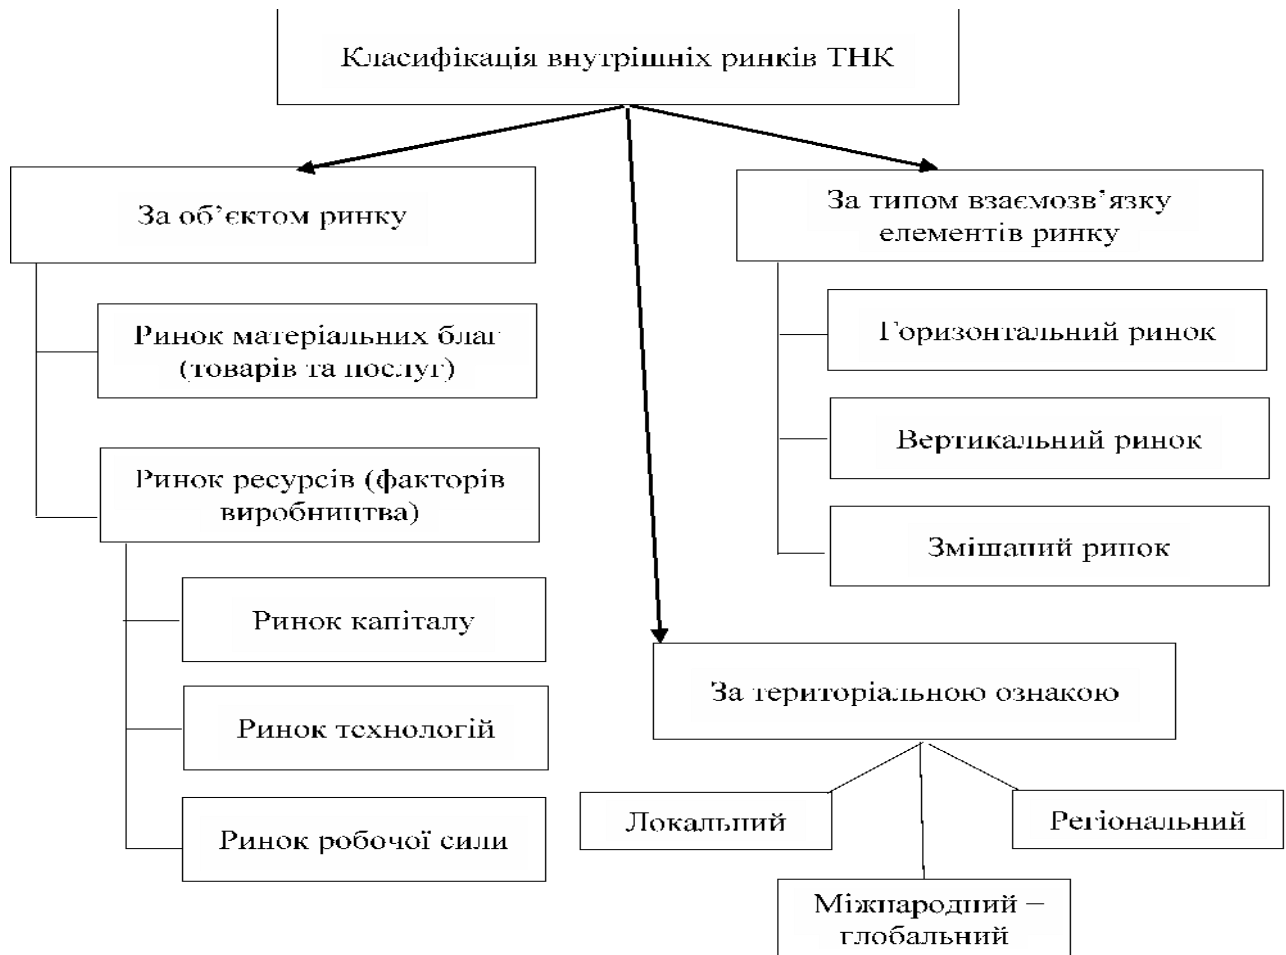 Класифікація внутрішніх ринків ТНК
За об’єктом ринку
Ринок матеріальних благ
(товарів та послуг)
Ринок ресурсів (факторів
виробництва)
Ринок капіталу
Ринок технологій
Ринок робочої сили
За типом взаємозв’язку
елементів ринку
Горизонтальний ринок
Вертикальний ринок
Змішаний ринок
За територіальною ознакою
Локальний
Регіональний
Міжнародний –
глобальний